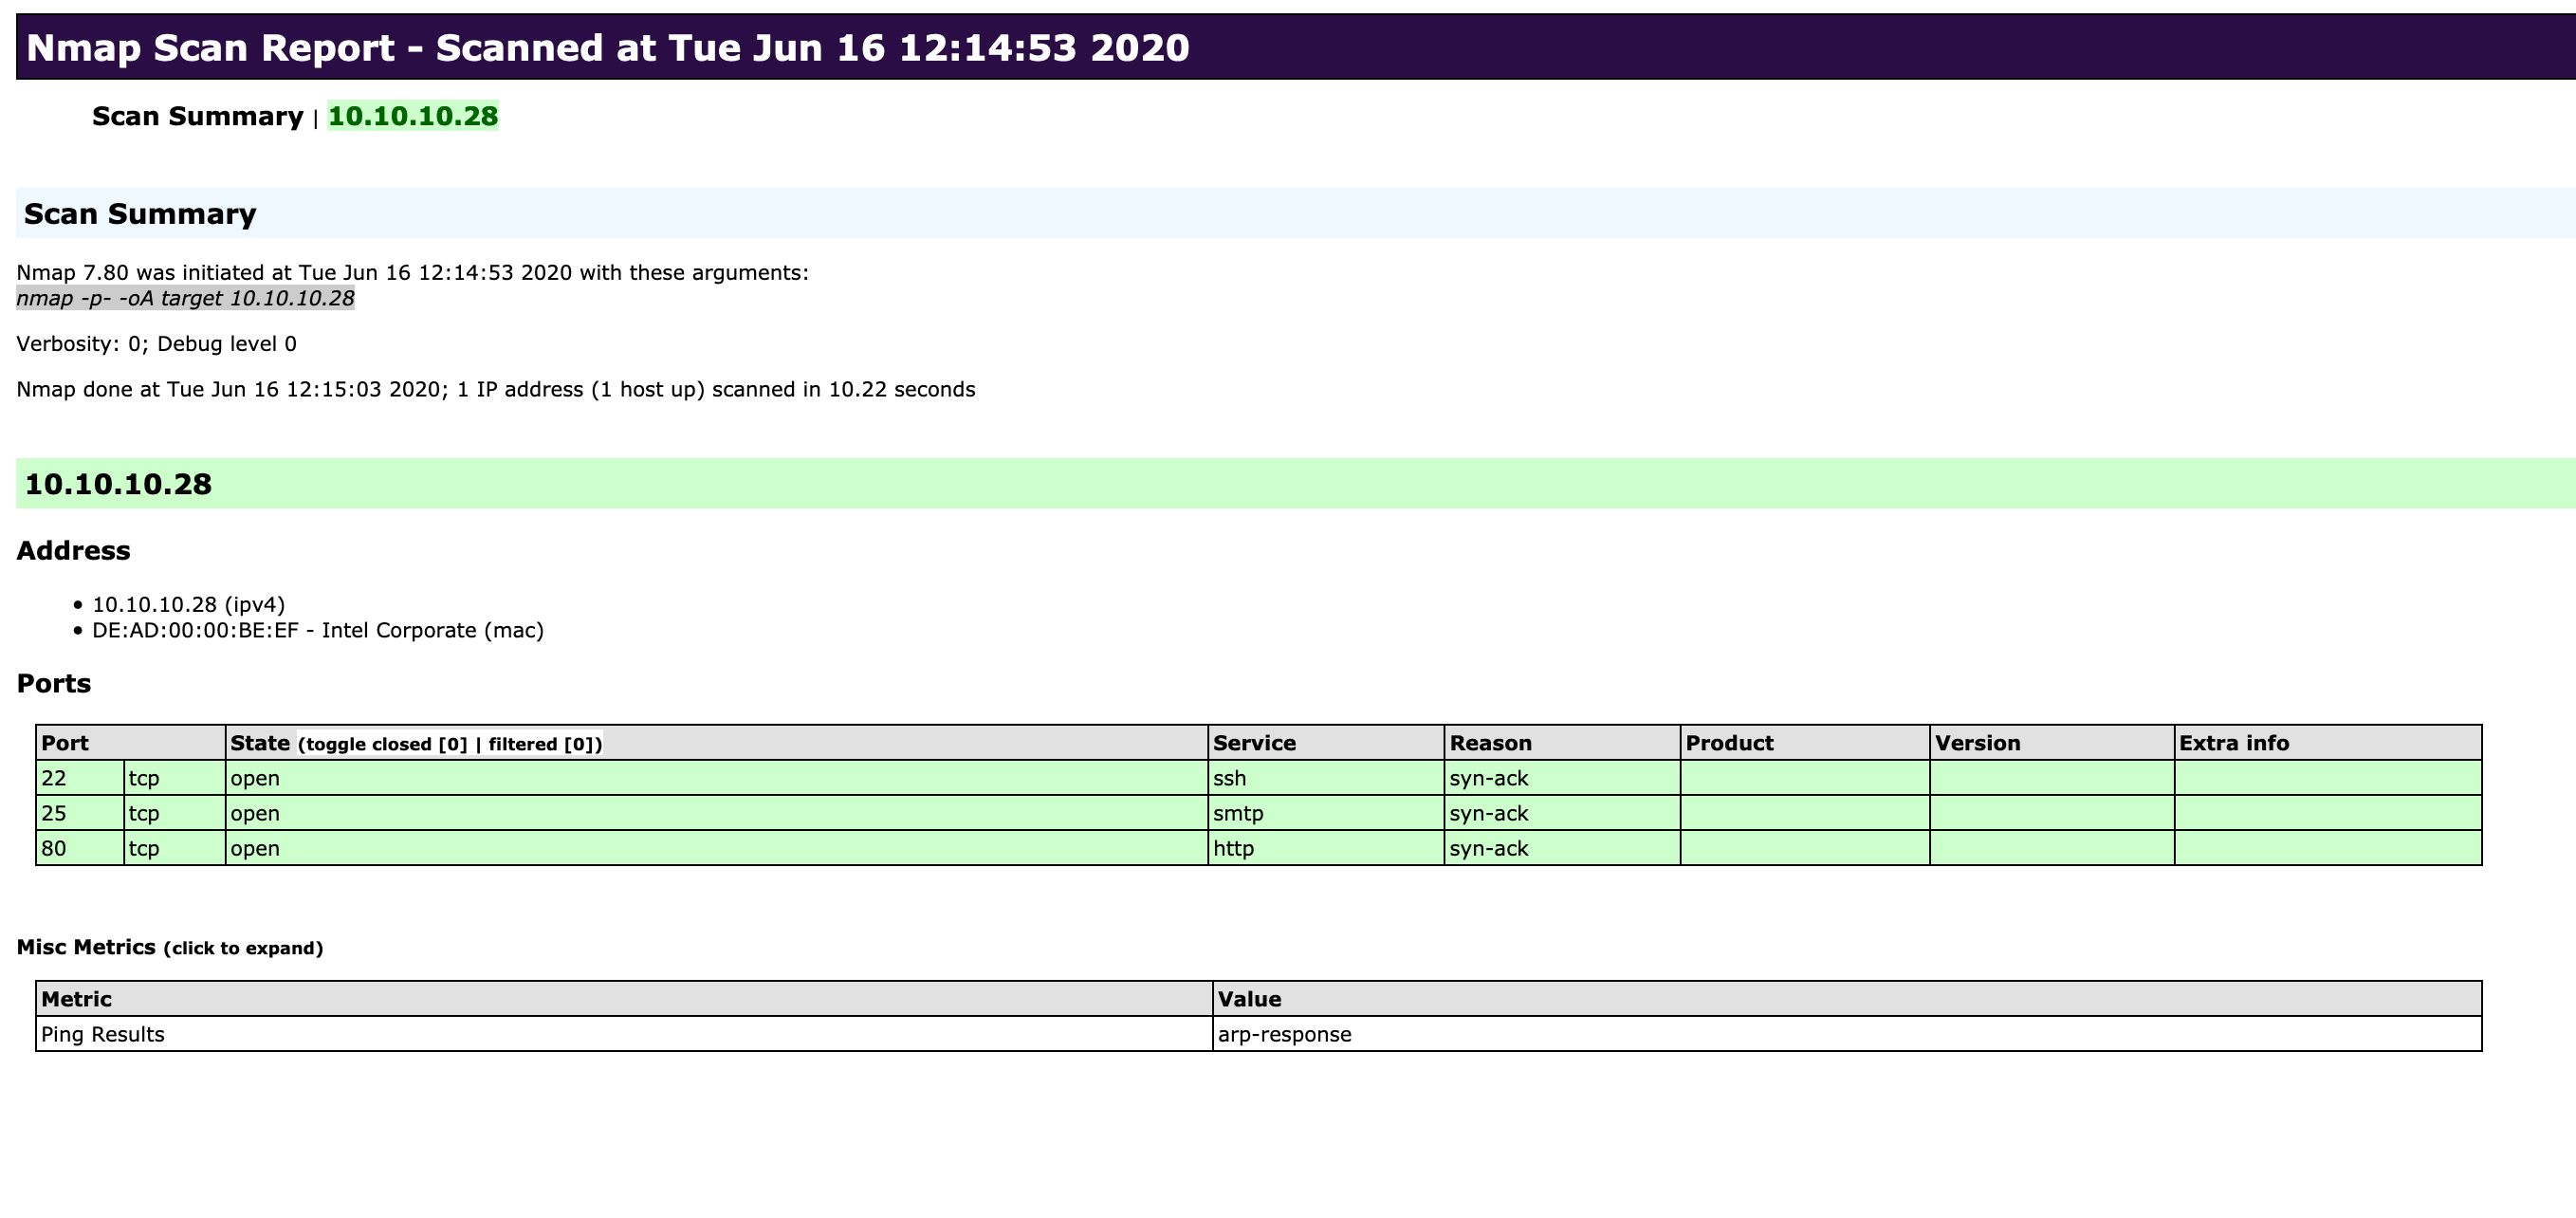 Nmap Scan Report - Scanned at Tue Jun 16 12:14:53 2020
Scan Summary | 10.10.10.28
Scan Summary
Nmap 7.80 was initiated at Tue Jun 16 12:14:53 2020 with these arguments:
nmap -p- -oA target 10.10.10.28
Verbosity: 0; Debug level 0
Nmap done at Tue Jun 16 12:15:03 2020; 1 IP address (1 host up) scanned in 10.22 seconds
10.10.10.28
Address
• 10.10.10.28 (ipv4)
• DE:AD:00:00:BE:EF - Intel Corporate (mac)
Ports
Port State (toggle closed [0] | filtered [0]) Service Reason Product Version Extra info
22 tcp open ssh syn-ack
25 tcp open smtp syn-ack
80 tcp open http syn-ack
Misc Metrics (click to expand)
Metric Value
Ping Results arp-response